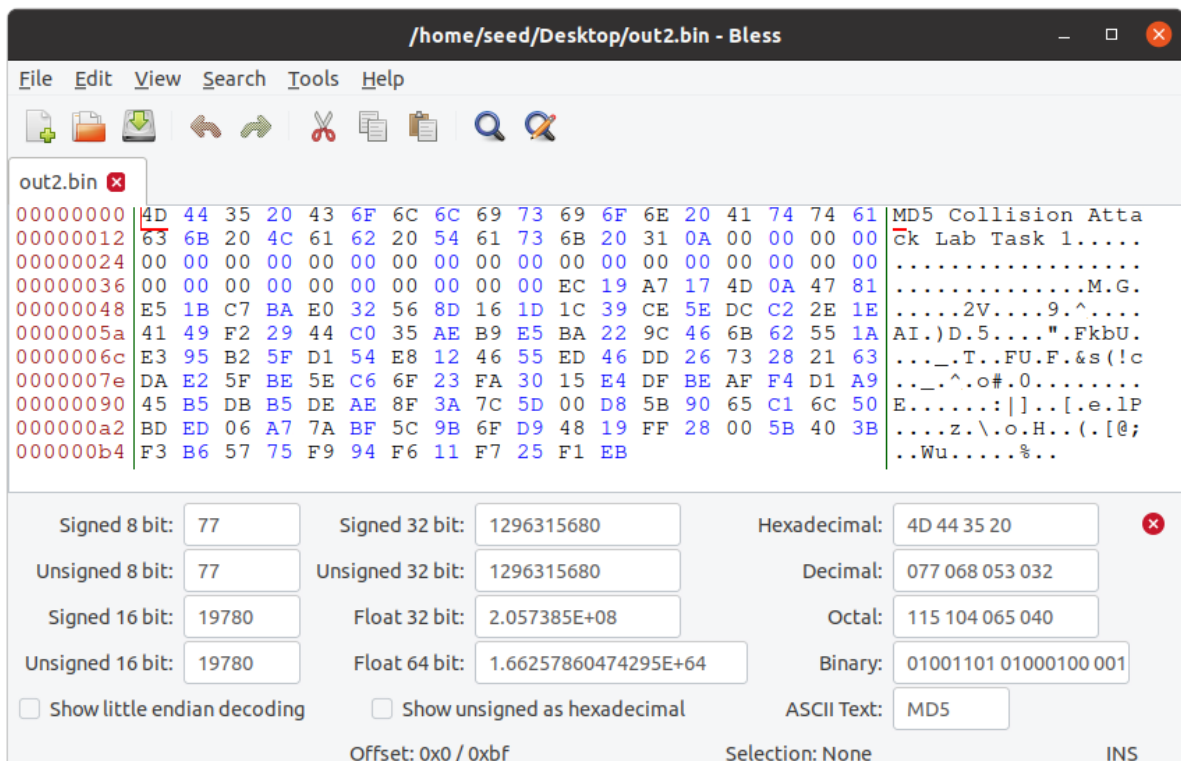 /home/seed/Desktop/out2.bin - Bless
File Edit View Search Tools Help
out2.bin
00000000 4D 44 35 20 43 6F 6C 6C 69 73 69 6F 6E 20 41 74 74 61 MD5 Collision Atta
00000012 63 6B 20 4C 61 62 20 54 61 73 6B 20 31 0A 00 00 00 00 ck Lab Task 1.....
00000024 00 00 00 00 00 00 00 00 00 00 00 00 00 00 00 00 00 00 ..................
00000036 00 00 00 00 00 00 00 00 00 00 EC 19 A7 17 4D 0A 47 81 ..............M.G.
00000048 E5 1B C7 BA E0 32 56 8D 16 1D 1C 39 CE 5E DC C2 2E 1E .....2V....9.^....
0000005a 41 49 F2 29 44 C0 35 AE B9 E5 BA 22 9C 46 6B 62 55 1A AI.)D.5....".FkbU.
0000006c E3 95 B2 5F D1 54 E8 12 46 55 ED 46 DD 26 73 28 21 63 ..._.T..FU.F.&s(!c
0000007e DA E2 5F BE 5E C6 6F 23 FA 30 15 E4 DF BE AF F4 D1 A9 .._.^.o#.0........
00000090 45 B5 DB B5 DE AE 8F 3A 7C 5D 00 D8 5B 90 65 C1 6C 50 E......:|]..[.e.lP
000000a2 BD ED 06 A7 7A BF 5C 9B 6F D9 48 19 FF 28 00 5B 40 3B ....z.\.o.H..(.[@;
000000b4 F3 B6 57 75 F9 94 F6 11 F7 25 F1 EB ..Wu.....%..
Signed 8 bit: 77 Signed 32 bit: 1296315680 Hexadecimal: 4D 44 35 20
Unsigned 8 bit: 77 Unsigned 32 bit: 1296315680 Decimal: 077 068 053 032
Signed 16 bit: 19780 Float 32 bit: 2.057385E+08 Octal: 115 104 065 040
Unsigned 16 bit: 19780 Float 64 bit: 1.66257860474295E+64 Binary: 01001101 01000100 001
Show little endian decoding Show unsigned as hexadecimal ASCII Text: MD5
Offset: 0x0 / 0xbf Selection: None INS